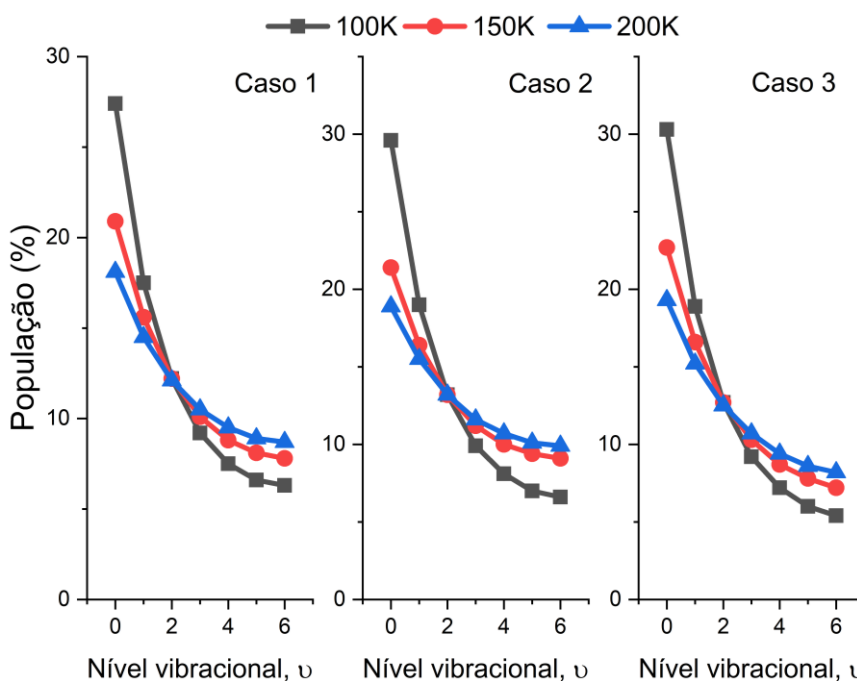 100K 150K 200K
Caso 1 Caso 2 Caso 3
População (%)
30
20
10
0
30
20
10
0
30
20
10
0
0 2 4 6 0 2 4 6 0 2 4 6
Nível vibracional, υ Nível vibracional, υ Nível vibracional, υ